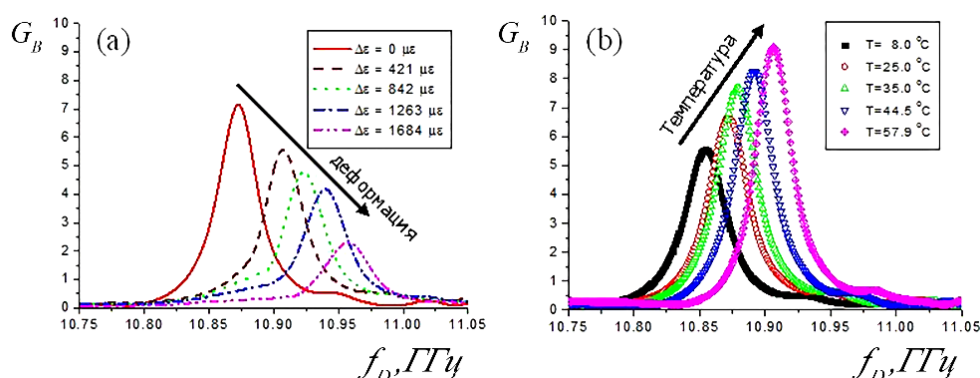 G_B (a)
10
9
8
7
6
5
4
3
2
1
0
Δε = 0 με
Δε = 421 με
Δε = 842 με
Δε = 1263 με
Δε = 1684 με
деформация
10.75 10.80 10.85 10.90 10.95 11.00 11.05
f_D, ГГц
G_B (b)
10
9
8
7
6
5
4
3
2
1
0
Температура
T= 8.0 °C
T=25.0 °C
T=35.0 °C
T=44.5 °C
T=57.9 °C
10.75 10.80 10.85 10.90 10.95 11.00 11.05
f_D, ГГц